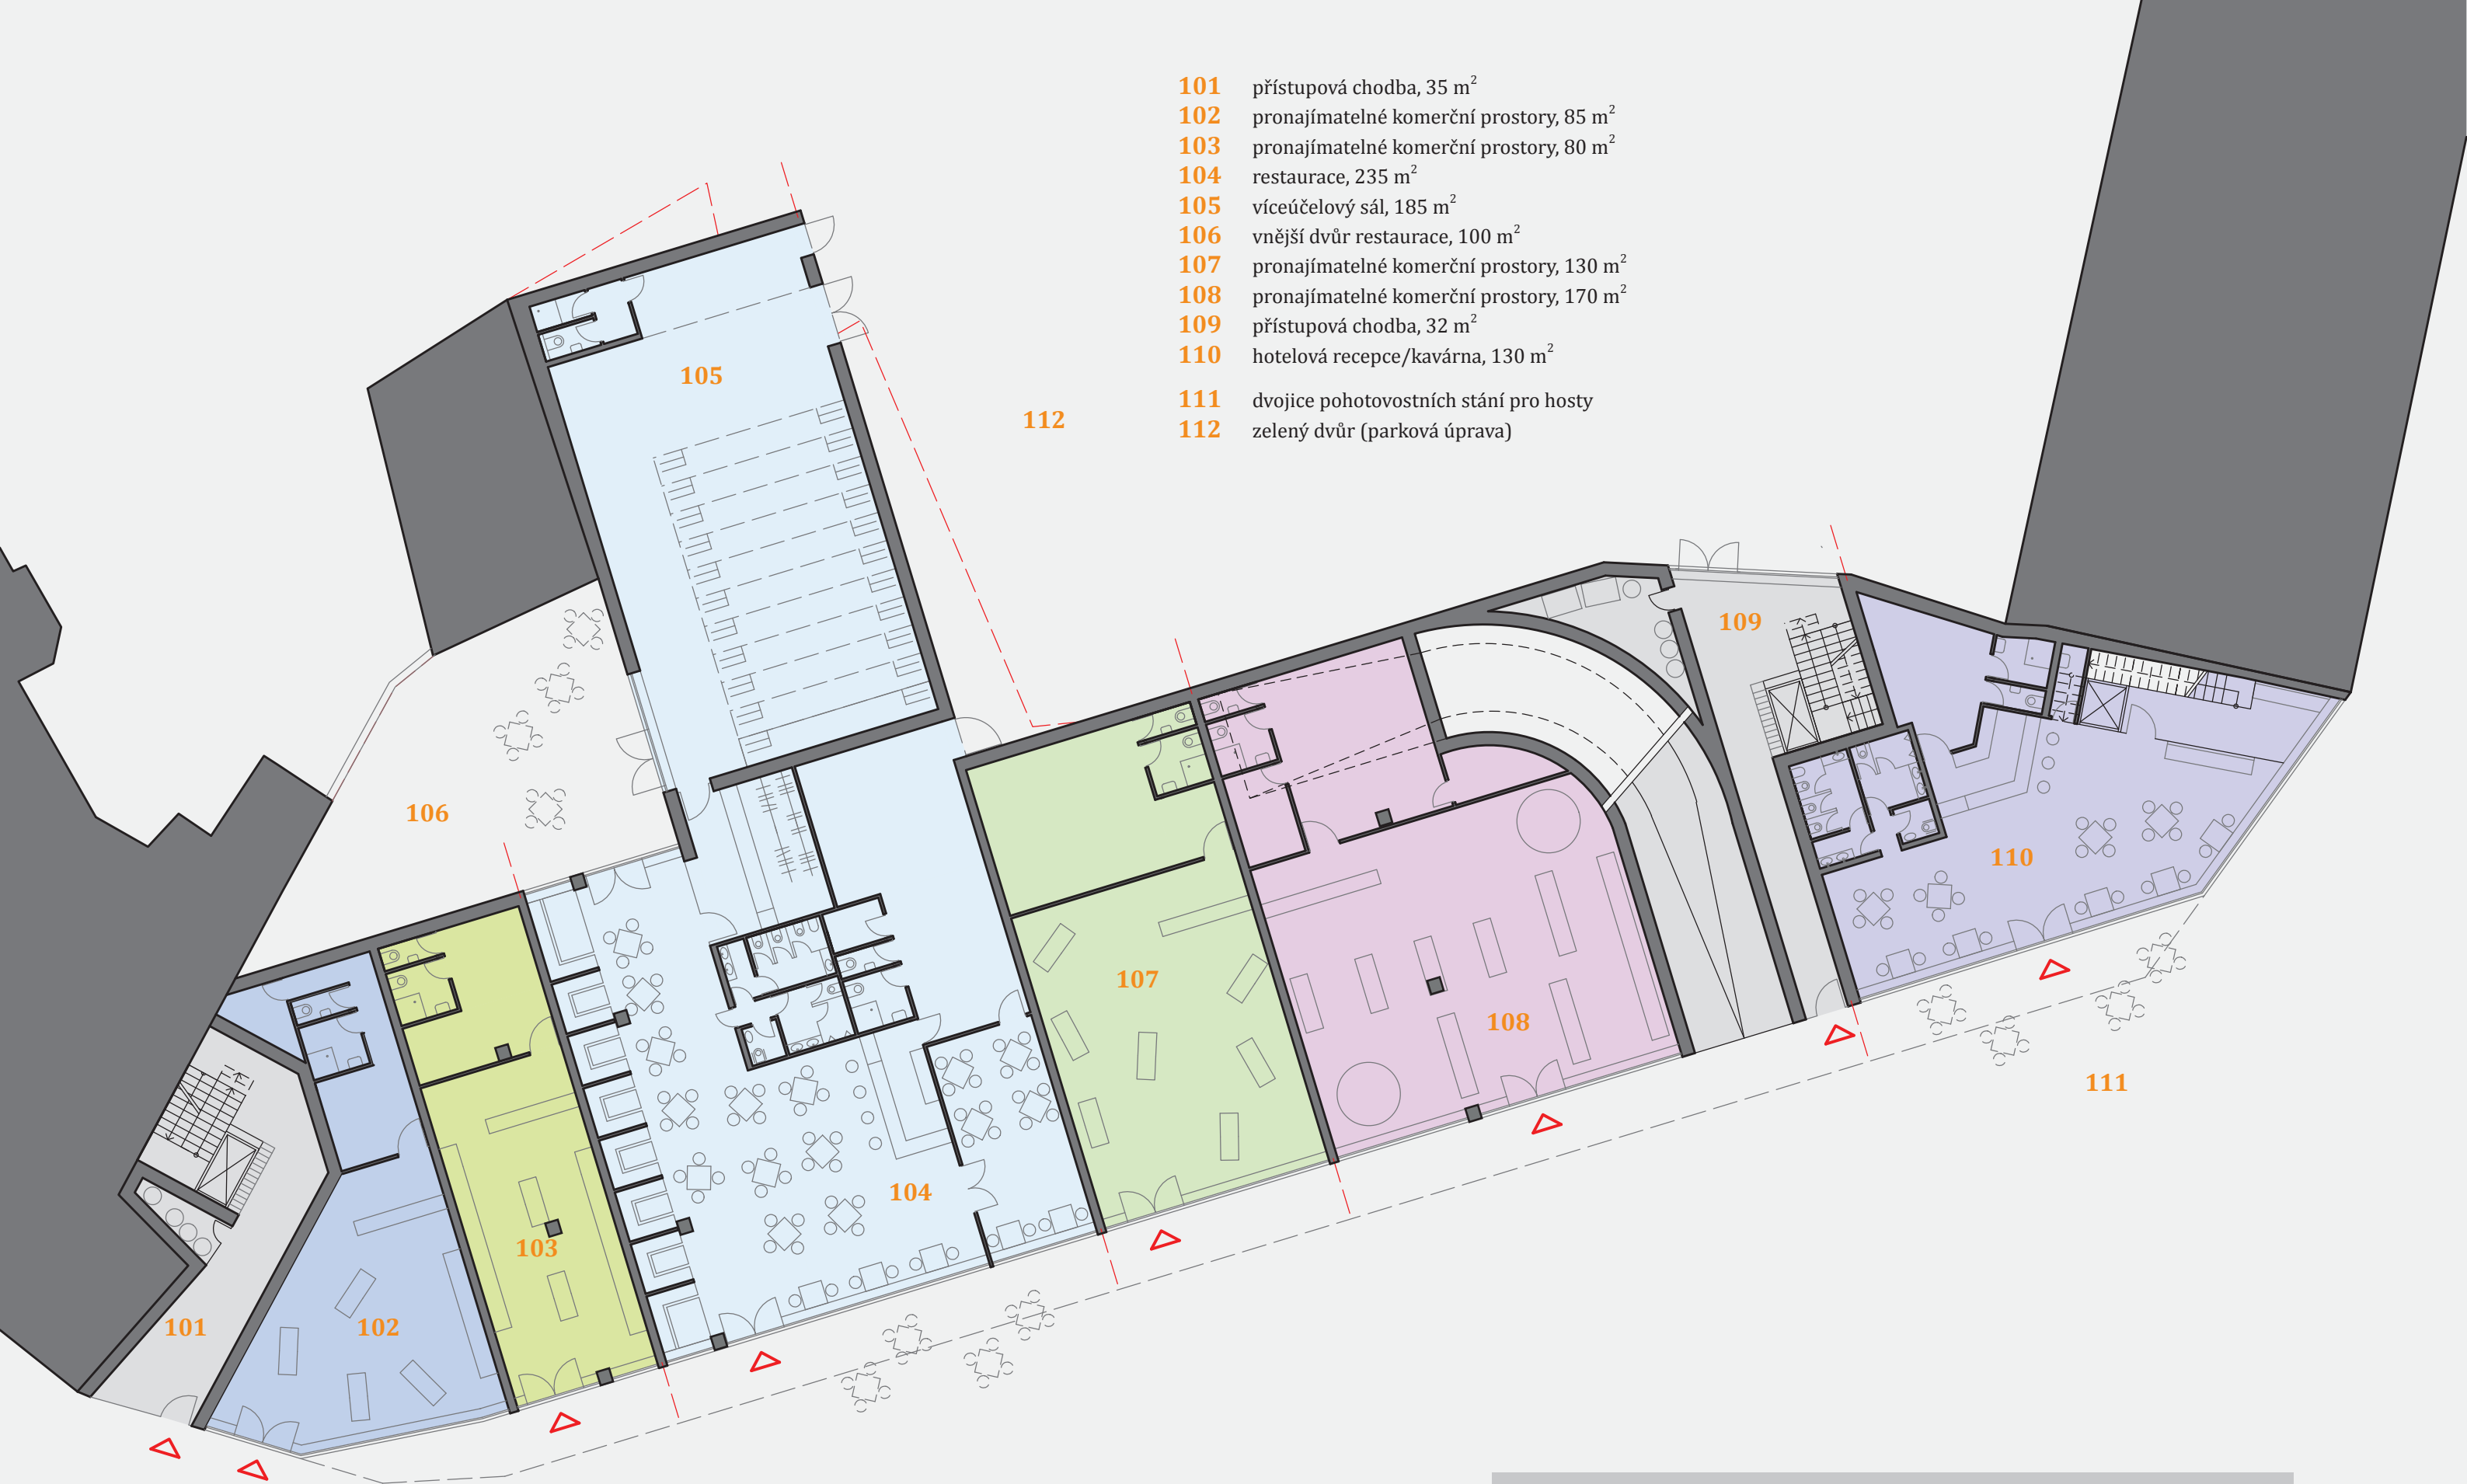 101 přístupová chodba, 35 m²
102 pronajímatelné komerční prostory, 85 m²
103 pronajímatelné komerční prostory, 80 m²
104 restaurace, 235 m²
105 víceúčelový sál, 185 m²
106 vnější dvůr restaurace, 100 m²
107 pronajímatelné komerční prostory, 130 m²
108 pronajímatelné komerční prostory, 170 m²
109 přístupová chodba, 32 m²
110 hotelová recepce/kavárna, 130 m²
111 dvojice pohotovostních stání pro hosty
112 zelený dvůr (parková úprava)
105
112
109
106
110
107
108
111
104
103
101
102